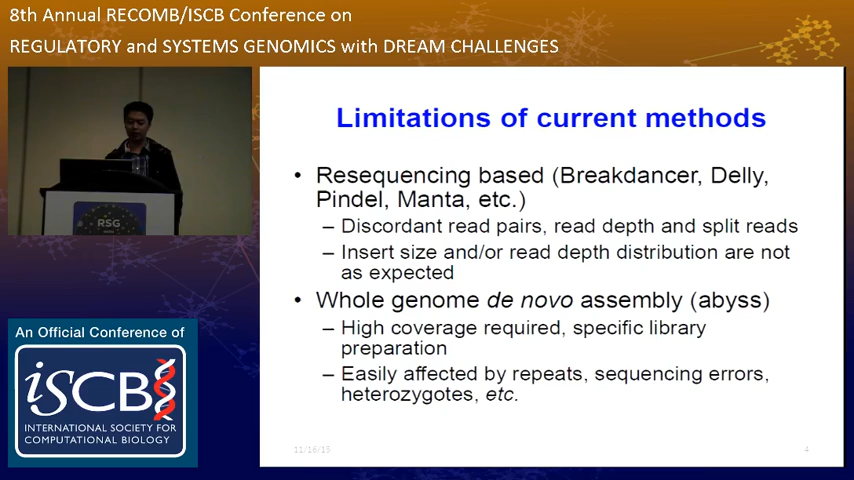 8th Annual RECOMB/ISCB Conference on
REGULATORY and SYSTEMS GENOMICS with DREAM CHALLENGES
RSG
An Official Conference of
iSCB
INTERNATIONAL SOCIETY FOR
COMPUTATIONAL BIOLOGY
Limitations of current methods
• Resequencing based (Breakdancer, Delly,
Pindel, Manta, etc.)
– Discordant read pairs, read depth and split reads
– Insert size and/or read depth distribution are not
as expected
• Whole genome de novo assembly (abyss)
– High coverage required, specific library
preparation
– Easily affected by repeats, sequencing errors,
heterozygotes, etc.
11/16/15
4